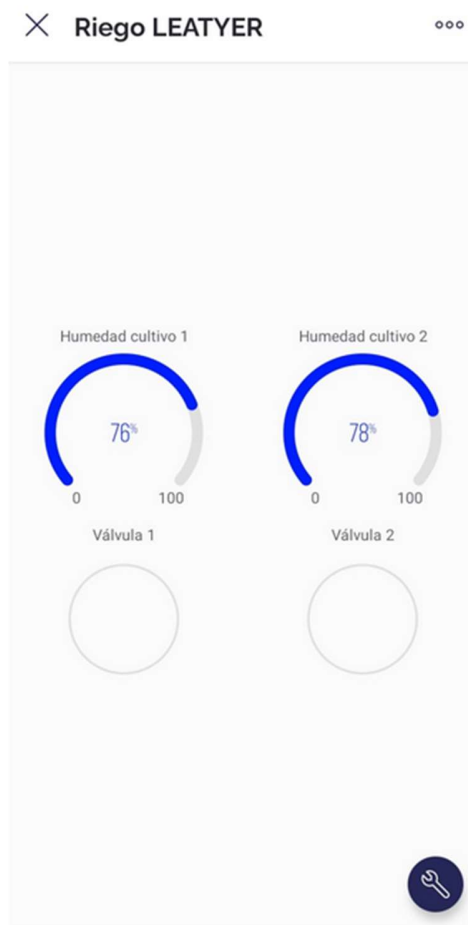 Riego LEATYER
Humedad cultivo 1
Humedad cultivo 2
76%
78%
0
100
0
100
Válvula 1
Válvula 2